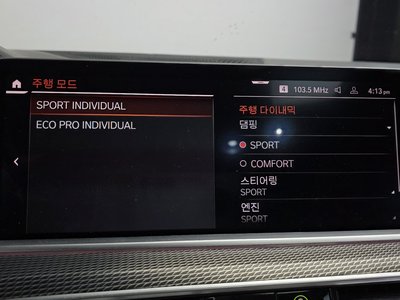 4 103.5 MHz 4:13 pm
주행 모드
SPORT INDIVIDUAL
ECO PRO INDIVIDUAL
주행 다이내믹
댐핑
SPORT
COMFORT
스티어링
SPORT
엔진
SPORT